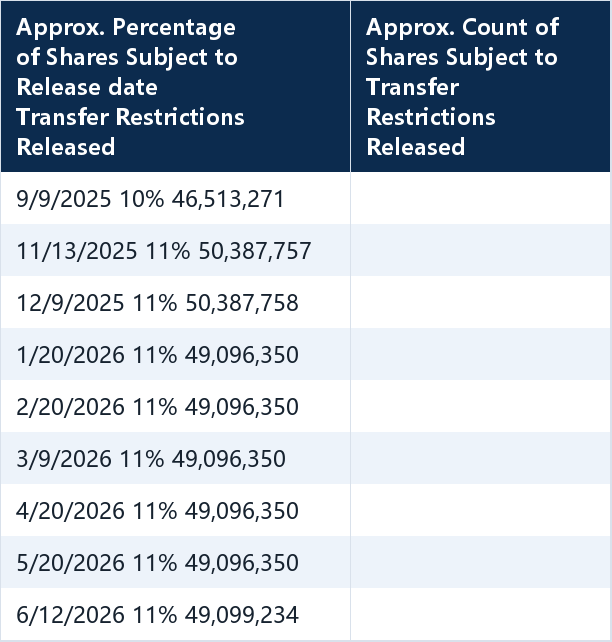 Approx. Percentage
of Shares Subject to
Release date
Transfer Restrictions
Released
Approx. Count of
Shares Subject to
Transfer
Restrictions
Released
9/9/2025 10% 46,513,271
11/13/2025 11% 50,387,757
12/9/2025 11% 50,387,758
1/20/2026 11% 49,096,350
2/20/2026 11% 49,096,350
3/9/2026 11% 49,096,350
4/20/2026 11% 49,096,350
5/20/2026 11% 49,096,350
6/12/2026 11% 49,099,234